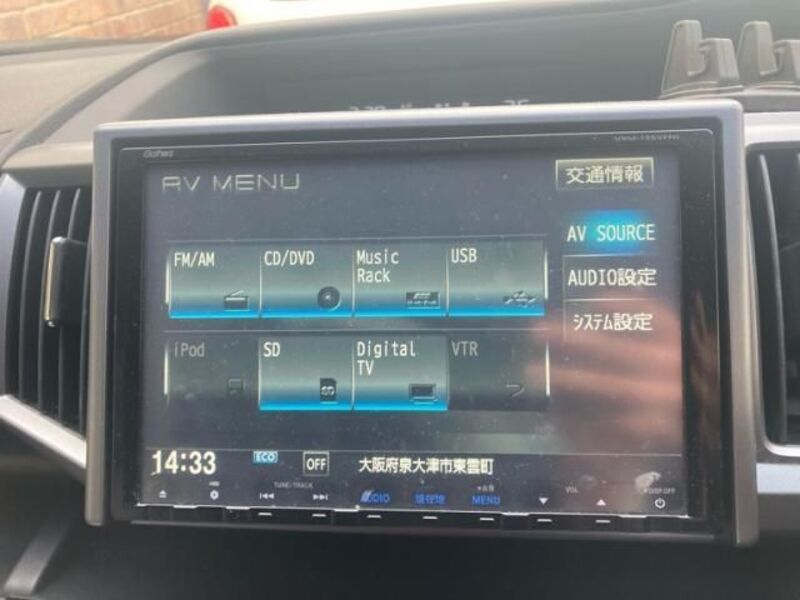 Gathers
AV MENU
交通情報
FM/AM
CD/DVD
Music
Rack
USB
AV SOURCE
AUDIO設定
システム設定
iPod
SD
Digital
TV
VTR
14:33
ECO
OFF
大阪府泉大津市東雲町
TUNE/TRACK
VOL
AUDIO
現在地
MENU